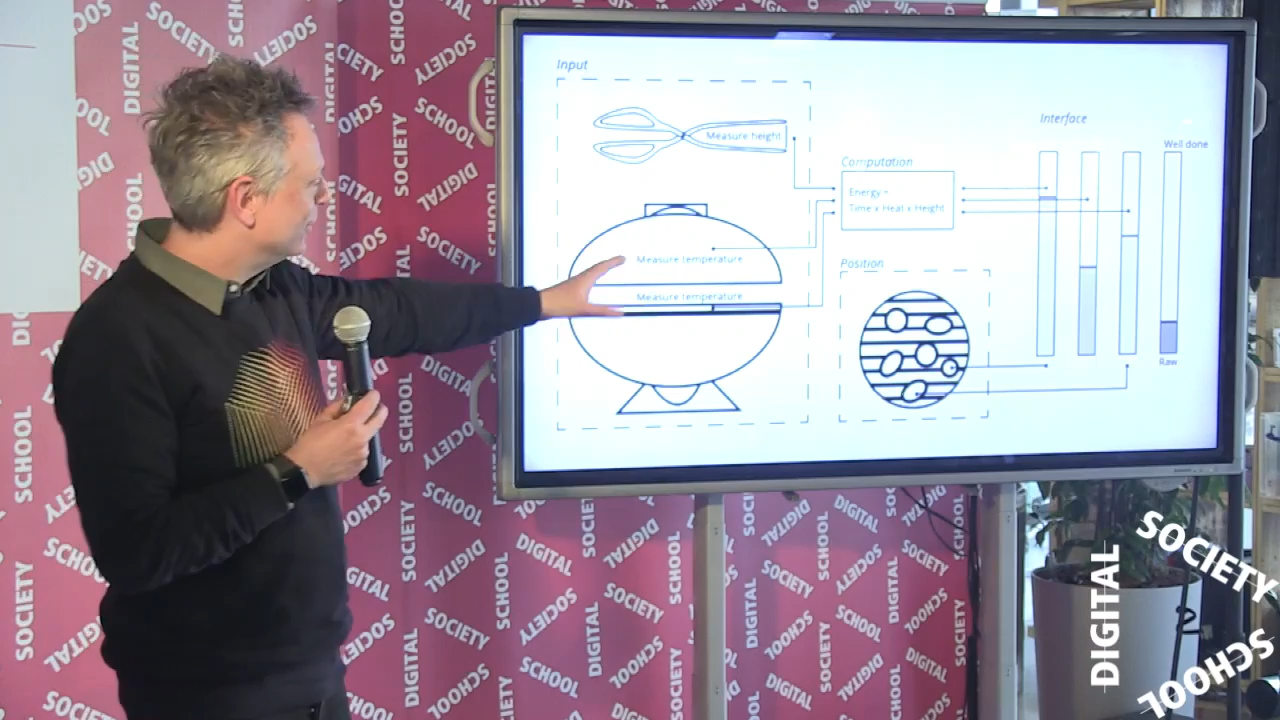 Input
Measure height
Measure temperature
Measure temperature
Computation
Energy =
Time x Heat x Height
Position
Interface
Well done
Raw
DIGITAL
SOCIETY
SCHOOL